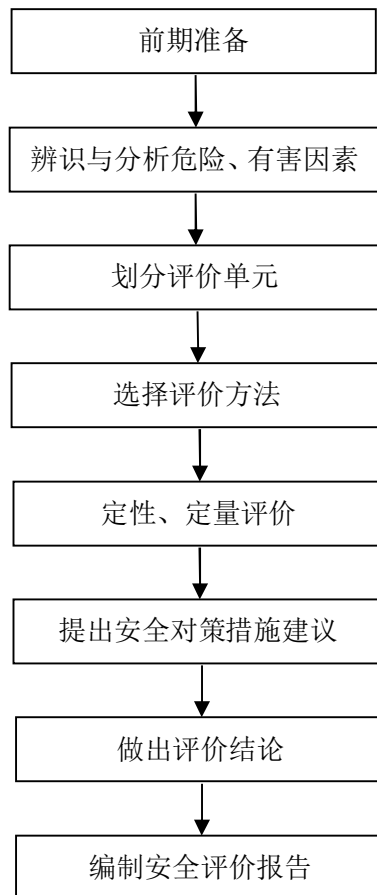 前期准备
辨识与分析危险、有害因素
划分评价单元
选择评价方法
定性、定量评价
提出安全对策措施建议
做出评价结论
编制安全评价报告